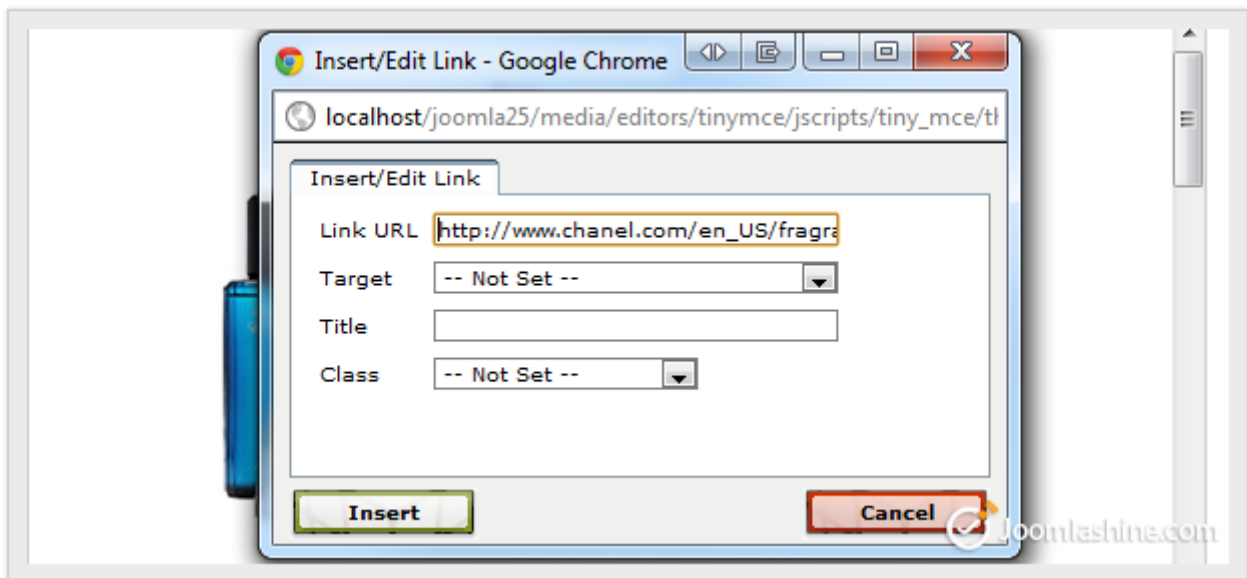 Insert/Edit Link - Google Chrome
localhost/joomla25/media/editors/tinymce/jscripts/tiny_mce/tl
Insert/Edit Link
Link URL http://www.chanel.com/en_US/fragra
Target -- Not Set --
Title
Class -- Not Set --
Insert Cancel
Joomlashine.com